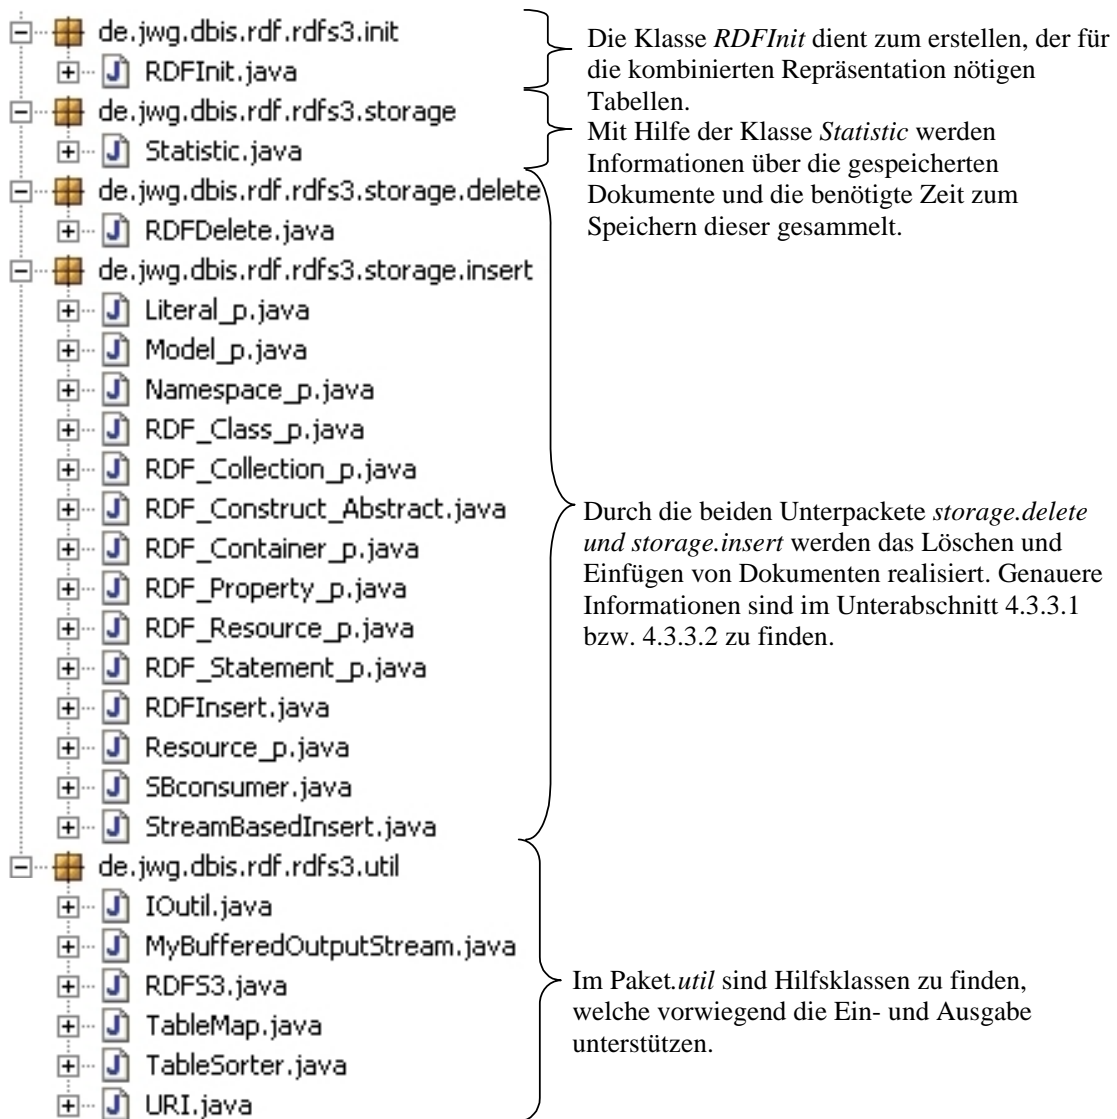 de.jwg.dbis.rdf.rdfs3.init
RDFInit.java
de.jwg.dbis.rdf.rdfs3.storage
Statistic.java
de.jwg.dbis.rdf.rdfs3.storage.delete
RDFDelete.java
de.jwg.dbis.rdf.rdfs3.storage.insert
Literal_p.java
Model_p.java
Namespace_p.java
RDF_Class_p.java
RDF_Collection_p.java
RDF_Construct_Abstract.java
RDF_Container_p.java
RDF_Property_p.java
RDF_Resource_p.java
RDF_Statement_p.java
RDFInsert.java
Resource_p.java
SBconsumer.java
StreamBasedInsert.java
de.jwg.dbis.rdf.rdfs3.util
IOutil.java
MyBufferedOutputStream.java
RDFS3.java
TableMap.java
TableSorter.java
URI.java
Die Klasse RDFInit dient zum erstellen, der für
die kombinierten Repräsentation nötigen
Tabellen.
Mit Hilfe der Klasse Statistic werden
Informationen über die gespeicherten
Dokumente und die benötigte Zeit zum
Speichern dieser gesammelt.
Durch die beiden Unterpackete storage.delete
und storage.insert werden das Löschen und
Einfügen von Dokumenten realisiert. Genauere
Informationen sind im Unterabschnitt 4.3.3.1
bzw. 4.3.3.2 zu finden.
Im Paket.util sind Hilfsklassen zu finden,
welche vorwiegend die Ein- und Ausgabe
unterstützen.